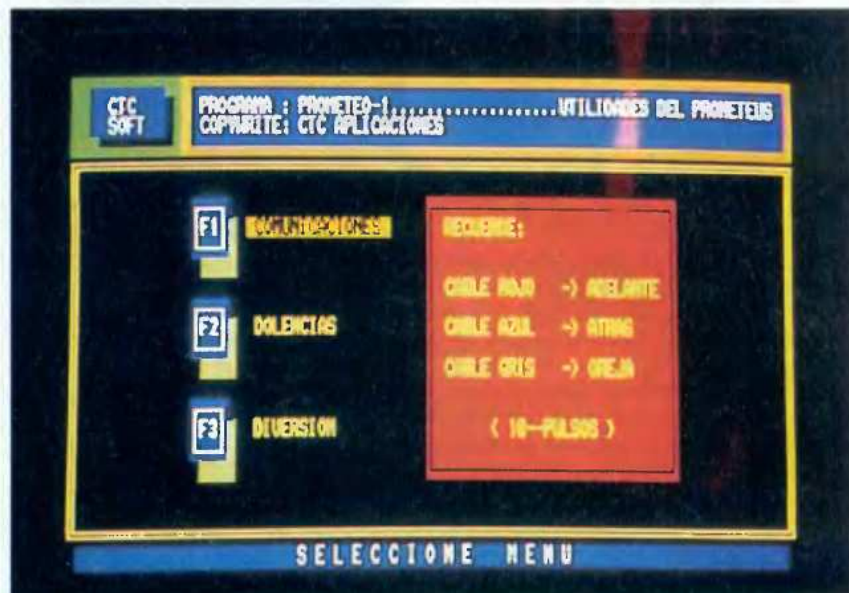 CTC
SOFT
PROGRAMA : PROMETEO-1....................UTILIDADES DEL PROMETEUS
COPYWRITE: CTC APLICACIONES
F1 COMUNICACIONES
F2 DOLENCIAS
F3 DIVERSION
RECUERDE:
CABLE ROJO -> ADELANTE
CABLE AZUL -> ATRAS
CABLE GRIS -> OREJA
( 10--PULSOS )
SELECCIONE MENU